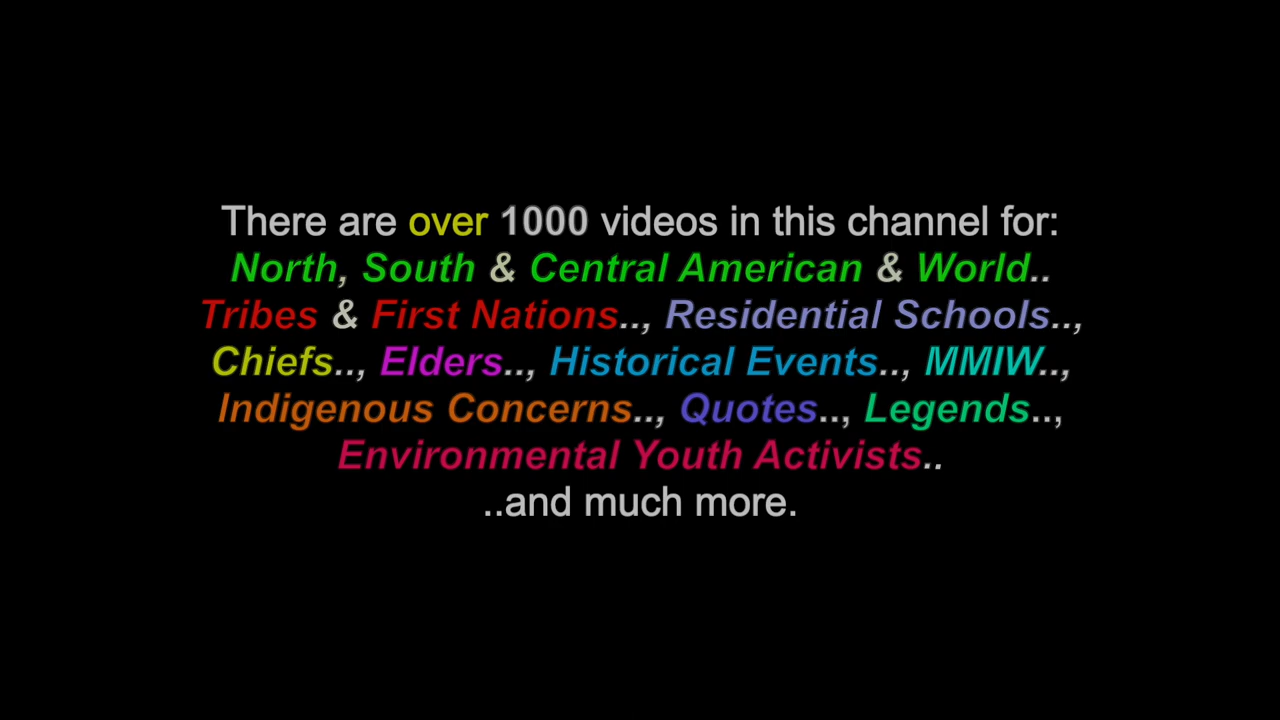 There are over 1000 videos in this channel for:
North, South & Central American & World..
Tribes & First Nations.., Residential Schools..,
Chiefs.., Elders.., Historical Events.., MMIW..,
Indigenous Concerns.., Quotes.., Legends..,
Environmental Youth Activists..
..and much more.